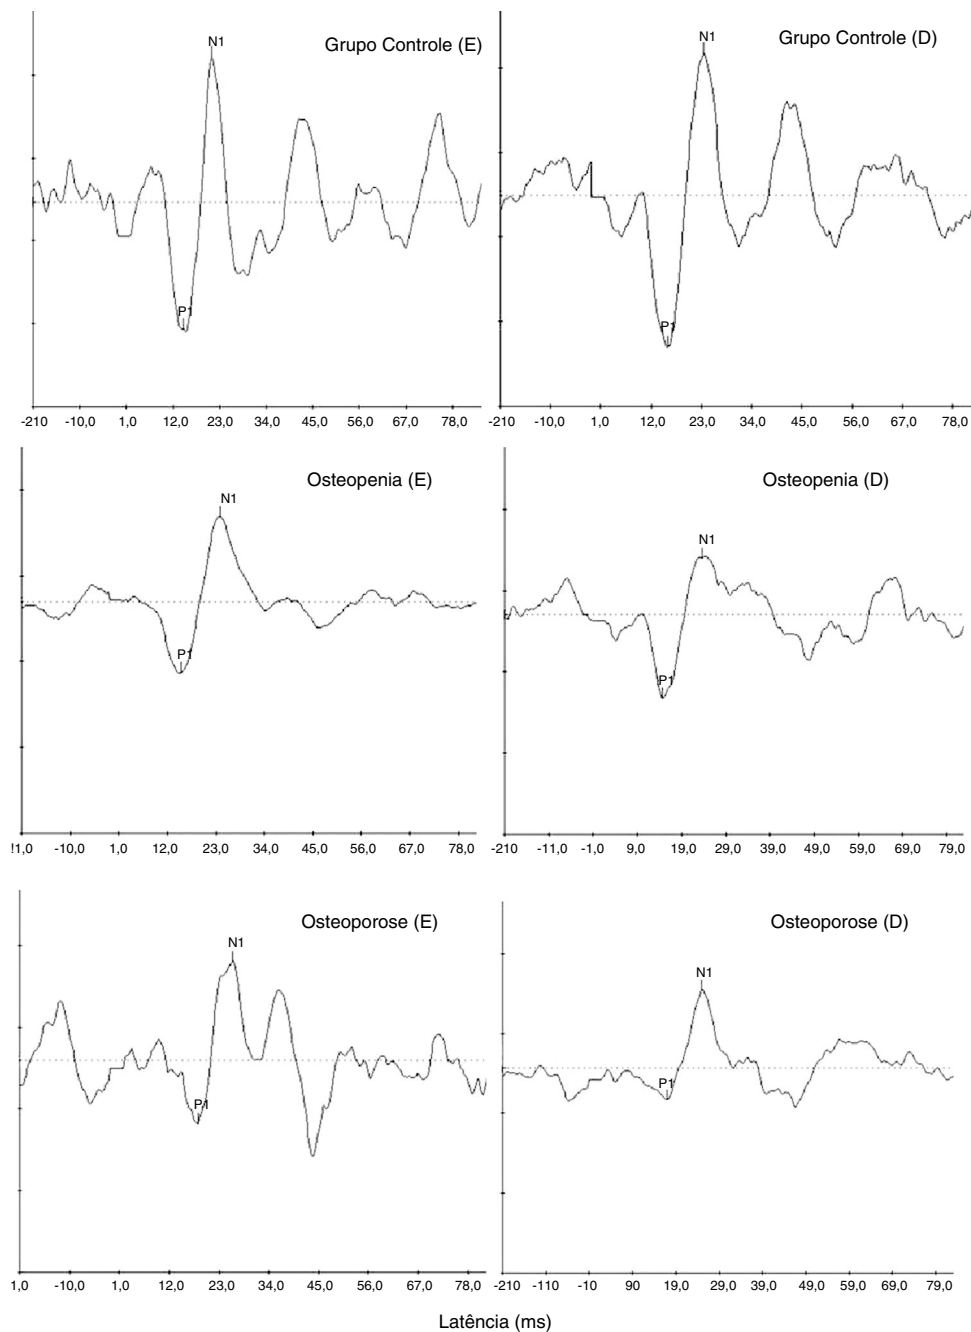 Grupo Controle (E)
N1
P1
-210 -10,0 1,0 12,0 23,0 34,0 45,0 56,0 67,0 78,0
Grupo Controle (D)
N1
P1
-210 -10,0 1,0 12,0 23,0 34,0 45,0 56,0 67,0 78,0
Osteopenia (E)
N1
P1
!1,0 -10,0 1,0 12,0 23,0 34,0 45,0 56,0 67,0 78,0
Osteopenia (D)
N1
P1
-210 -11,0 -1,0 9,0 19,0 29,0 39,0 49,0 59,0 69,0 79,0
Osteoporose (E)
N1
P1
1,0 -10,0 1,0 12,0 23,0 34,0 45,0 56,0 67,0 78,0
Osteoporose (D)
N1
P1
-210 -110 -10 90 19,0 29,0 39,0 49,0 59,0 69,0 79,0
Latência (ms)